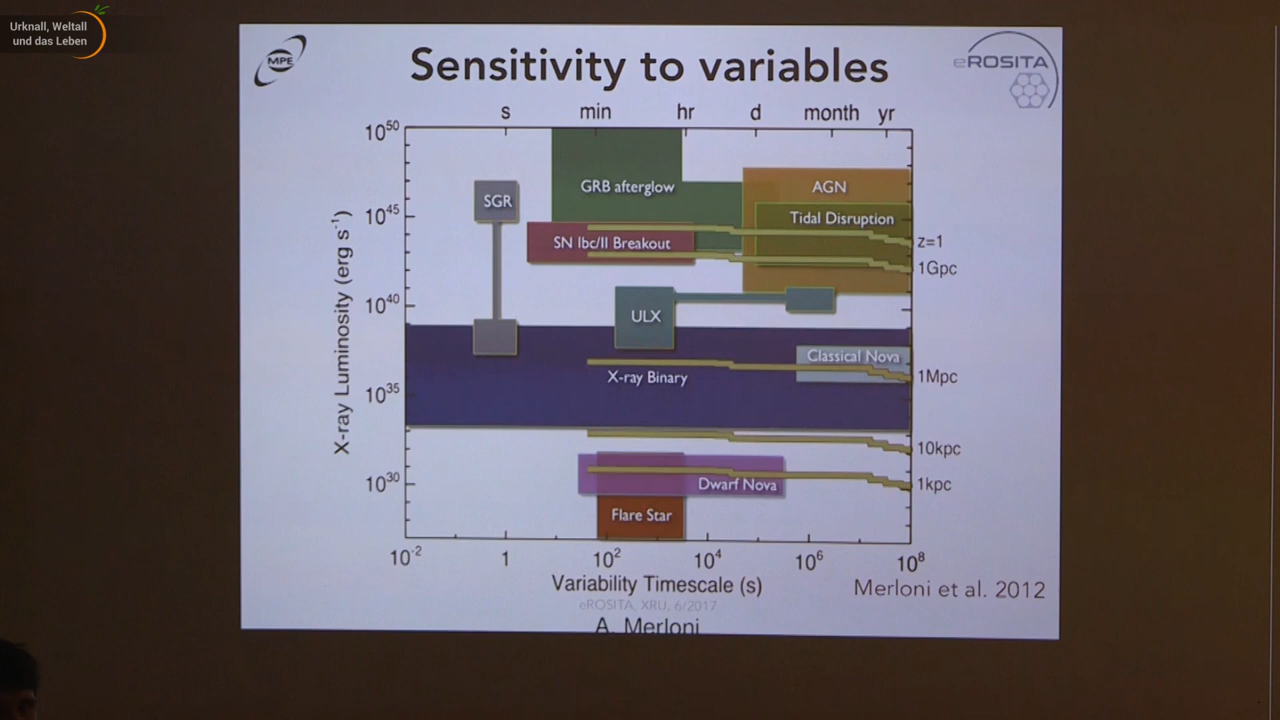 Urknall, Weltall
und das Leben
MPE
Sensitivity to variables
eROSITA
s min hr d month yr
10^50
10^45
10^40
10^35
10^30
X-ray Luminosity (erg s^-1)
GRB afterglow
AGN
SGR
Tidal Disruption
SN Ibc/II Breakout
z=1
1Gpc
ULX
Classical Nova
X-ray Binary
1Mpc
10kpc
Dwarf Nova
1kpc
Flare Star
10^-2 1 10^2 10^4 10^6 10^8
Variability Timescale (s)
Merloni et al. 2012
eROSITA, XRU, 6/2017
A. Merloni